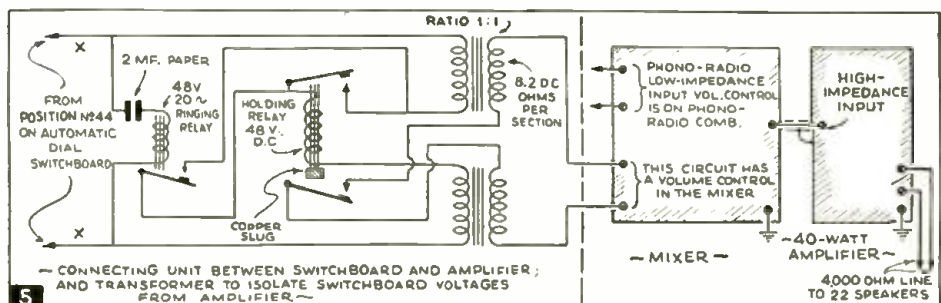 RATIO 1:1
X
2 MF. PAPER
48V
20~
RINGING
RELAY
FROM
POSITION Nº44
ON AUTOMATIC
DIAL
SWITCHBOARD
X
HOLDING
RELAY
48 V.
D.C
COPPER
SLUG
8.2 DC
OHMS
PER
SECTION
PHONO-RADIO
LOW-IMPEDANCE
INPUT VOL. CONTROL
IS ON PHONO-
RADIO COMB.
THIS CIRCUIT HAS
A VOLUME CONTROL
IN THE MIXER
~MIXER~
HIGH-
IMPEDANCE
INPUT
~40-WATT
AMPLIFIER~
4,000 OHM LINE
TO 22 SPEAKERS
~CONNECTING UNIT BETWEEN SWITCHBOARD AND AMPLIFIER;
AND TRANSFORMER TO ISOLATE SWITCHBOARD VOLTAGES
FROM AMPLIFIER~
5